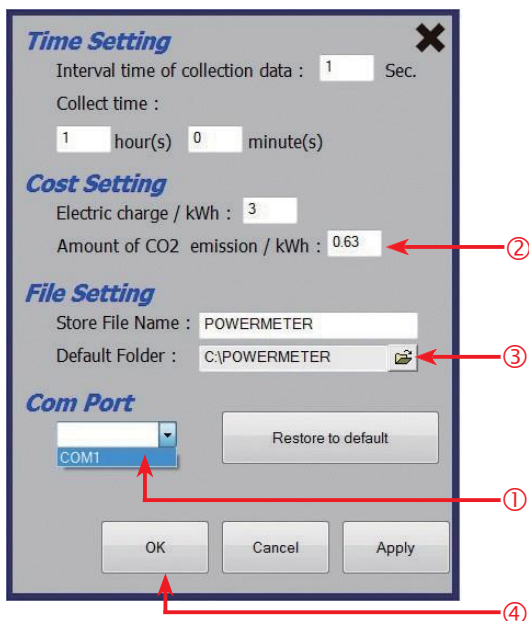 Time Setting
Interval time of collection data : 1 Sec.
Collect time :
1 hour(s) 0 minute(s)
Cost Setting
Electric charge / kWh : 3
Amount of CO2 emission / kWh : 0.63
②
File Setting
Store File Name : POWERMETER
Default Folder : C:\POWERMETER
③
Com Port
COM1
Restore to default
①
OK Cancel Apply
④